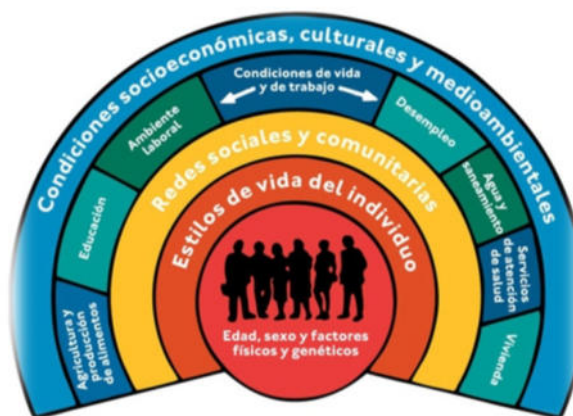 Condiciones socioeconómicas, culturales y medioambientales
Condiciones de vida
y de trabajo
Ambiente
laboral
Desempleo
Educación
Agua y
saneamiento
Agricultura y
producción
de alimentos
Servicios
de atención
de salud
Vivienda
Redes sociales y comunitarias
Estilos de vida del individuo
Edad, sexo y factores
físicos y genéticos